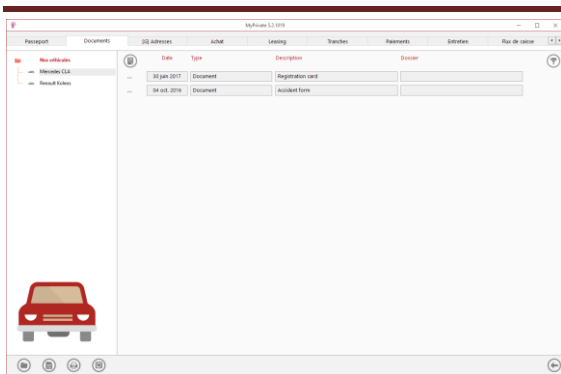 MyPrivate 5.2.1019
Passeport Documents [G] Adresses Achat Leasing Tranches Paiements Entretien Flux de caisse
Nos véhicules
Mercedes CLA
Renault Koleos
Date Type Description Dossier
... 30 juin 2017 Document Registration card
... 04 oct. 2016 Document Accident form